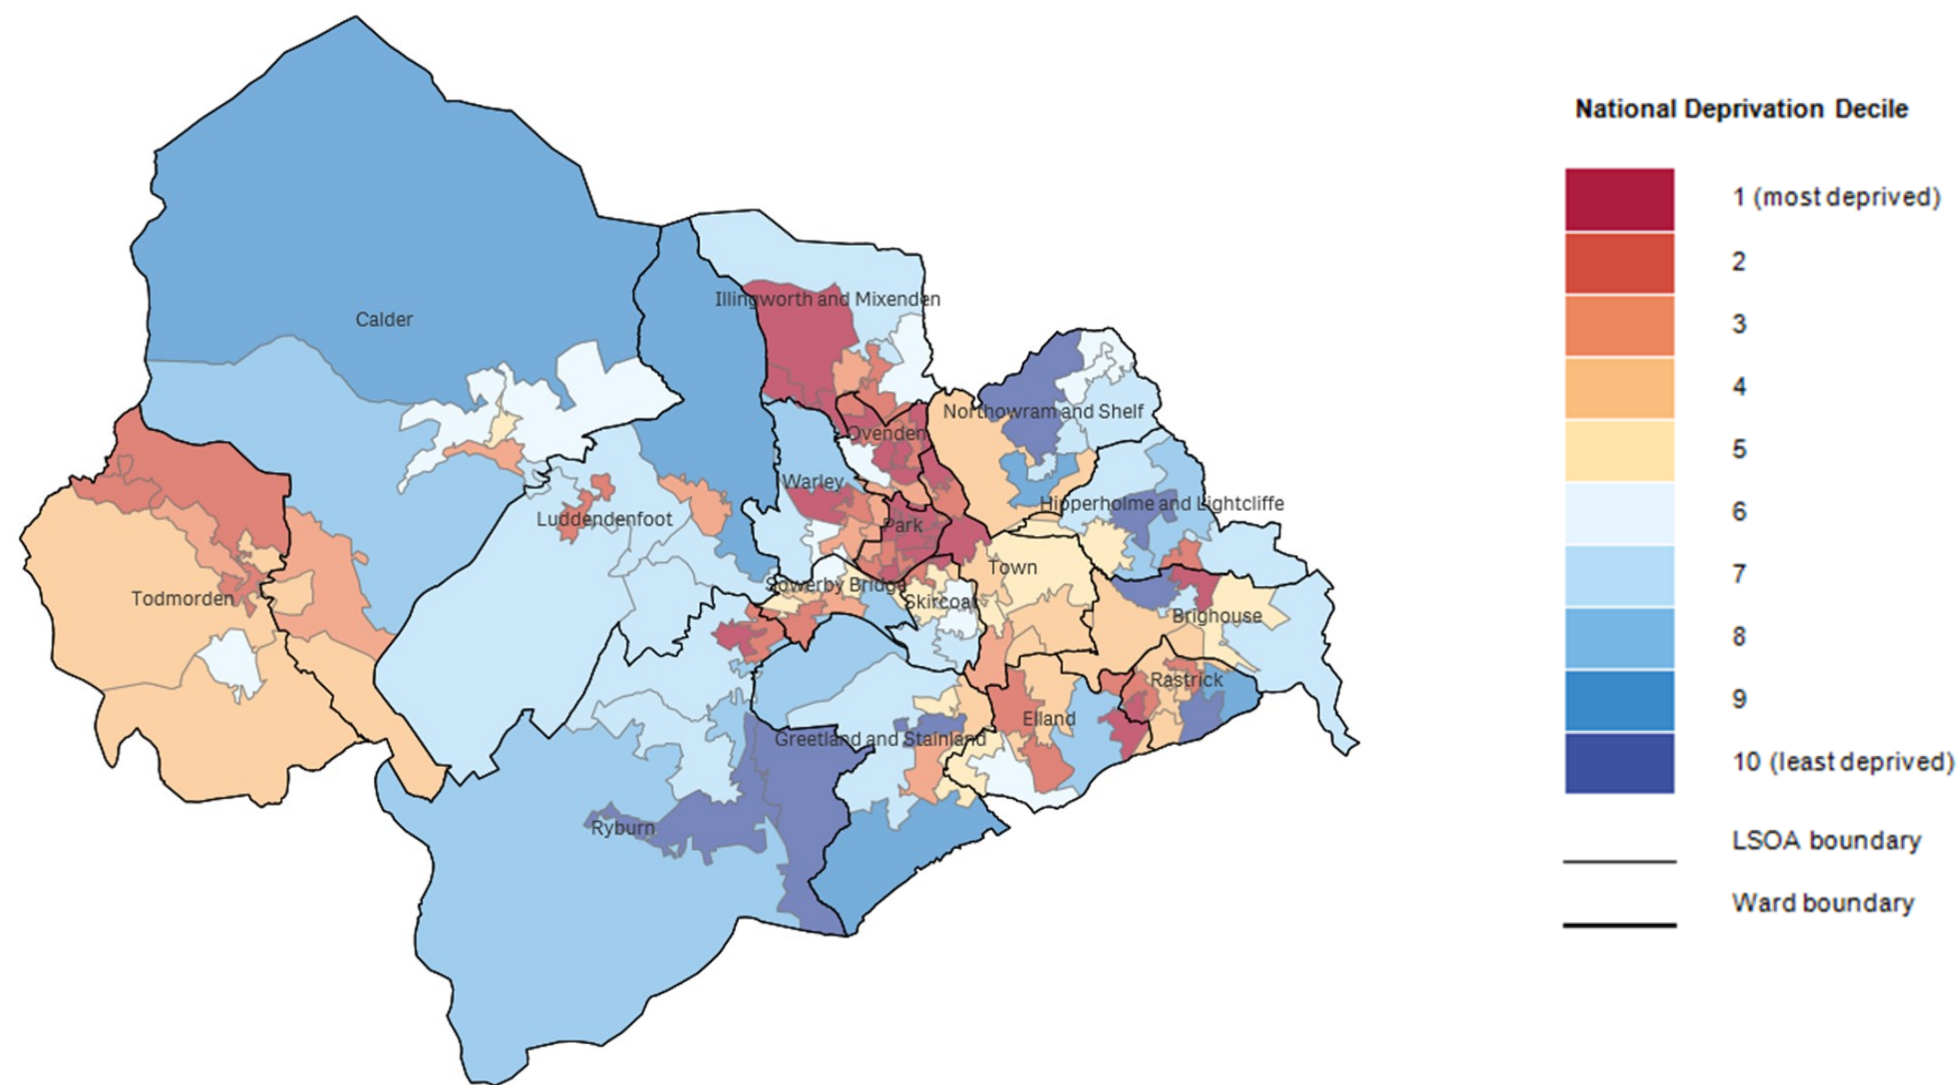 National Deprivation Decile
1 (most deprived)
2
3
4
5
6
7
8
9
10 (least deprived)
LSOA boundary
Ward boundary
Calder
Illingworth and Mixenden
Northowram and Shelf
Ovenden
Warley
Hipperholme and Lightcliffe
Luddendenfoot
Park
Town
Sowerby Bridge
Todmorden
Skircoat
Brighouse
Rastrick
Elland
Greetland and Stainland
Ryburn